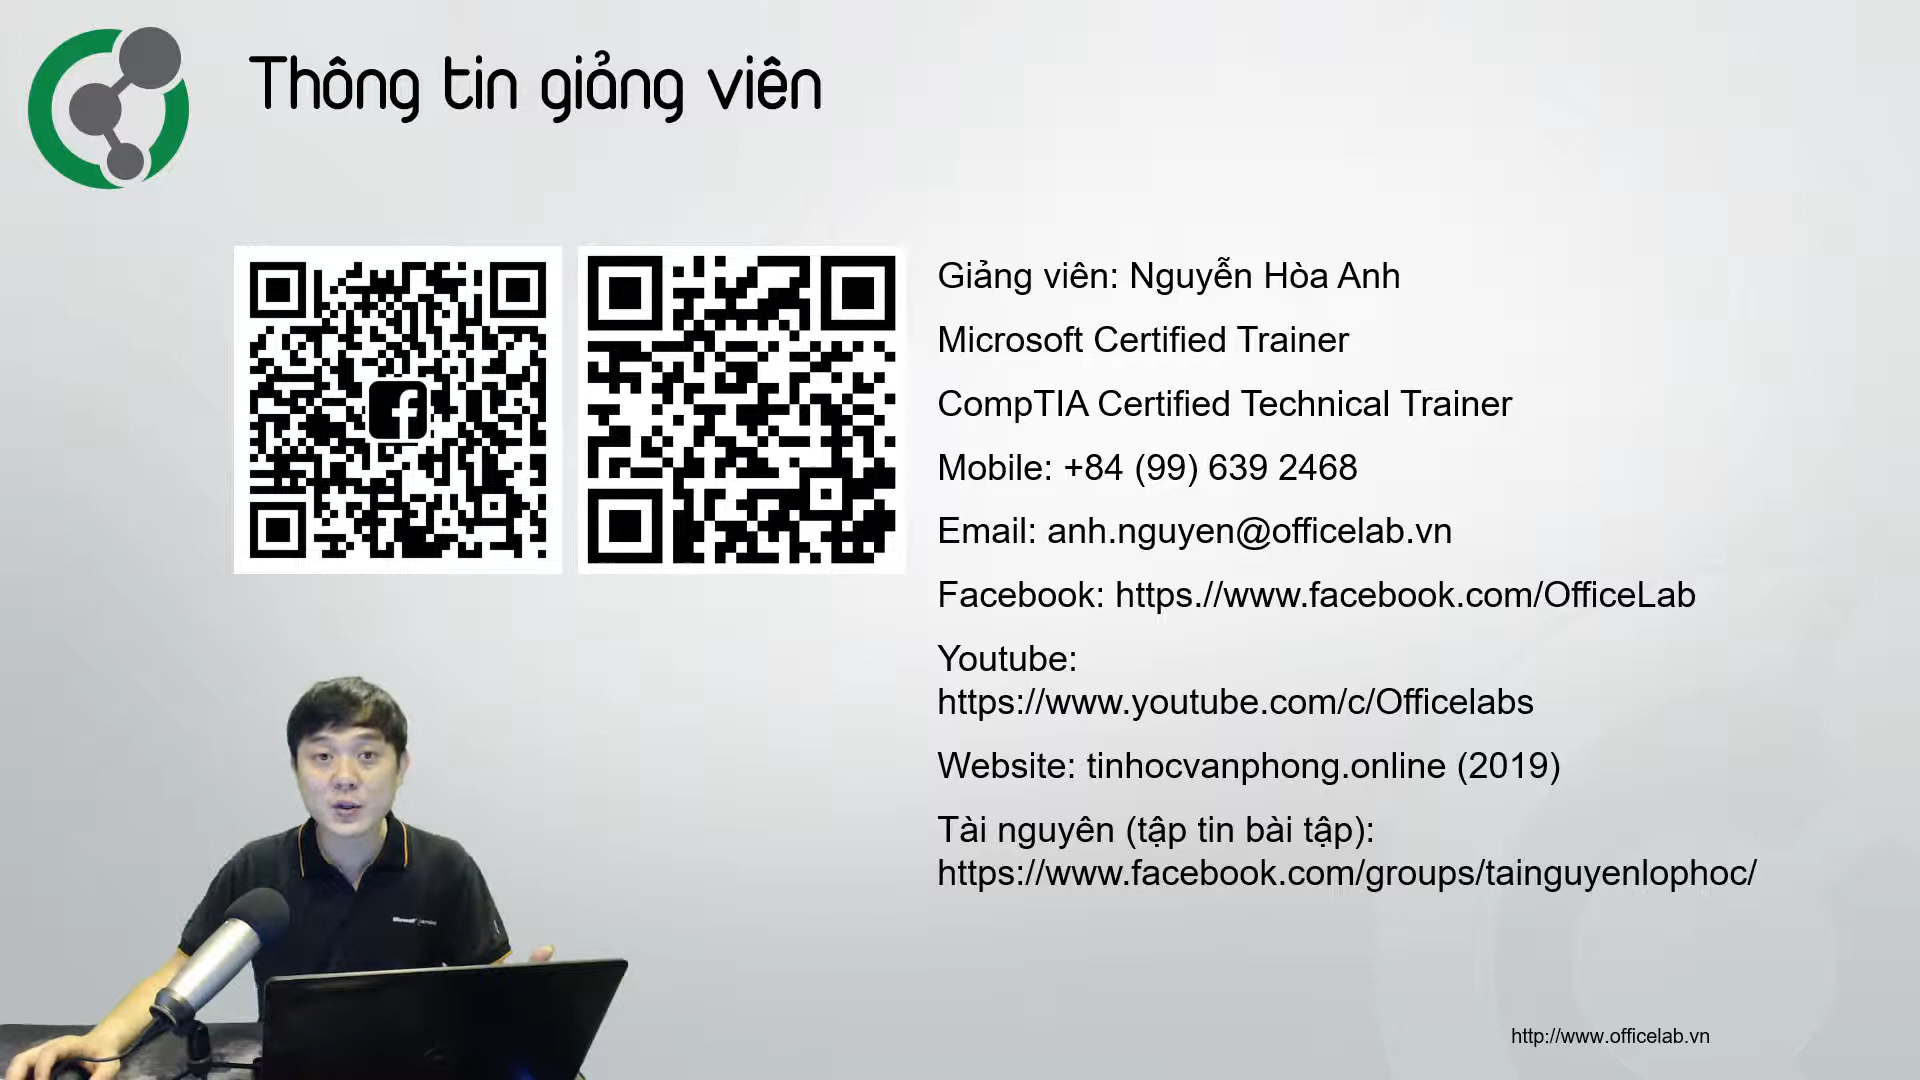 Thông tin giảng viên
Giảng viên: Nguyễn Hòa Anh
Microsoft Certified Trainer
CompTIA Certified Technical Trainer
Mobile: +84 (99) 639 2468
Email: anh.nguyen@officelab.vn
Facebook: https.//www.facebook.com/OfficeLab
Youtube:
https://www.youtube.com/c/Officelabs
Website: tinhocvanphong.online (2019)
Tài nguyên (tập tin bài tập):
https://www.facebook.com/groups/tainguyenlophoc/
http://www.officelab.vn